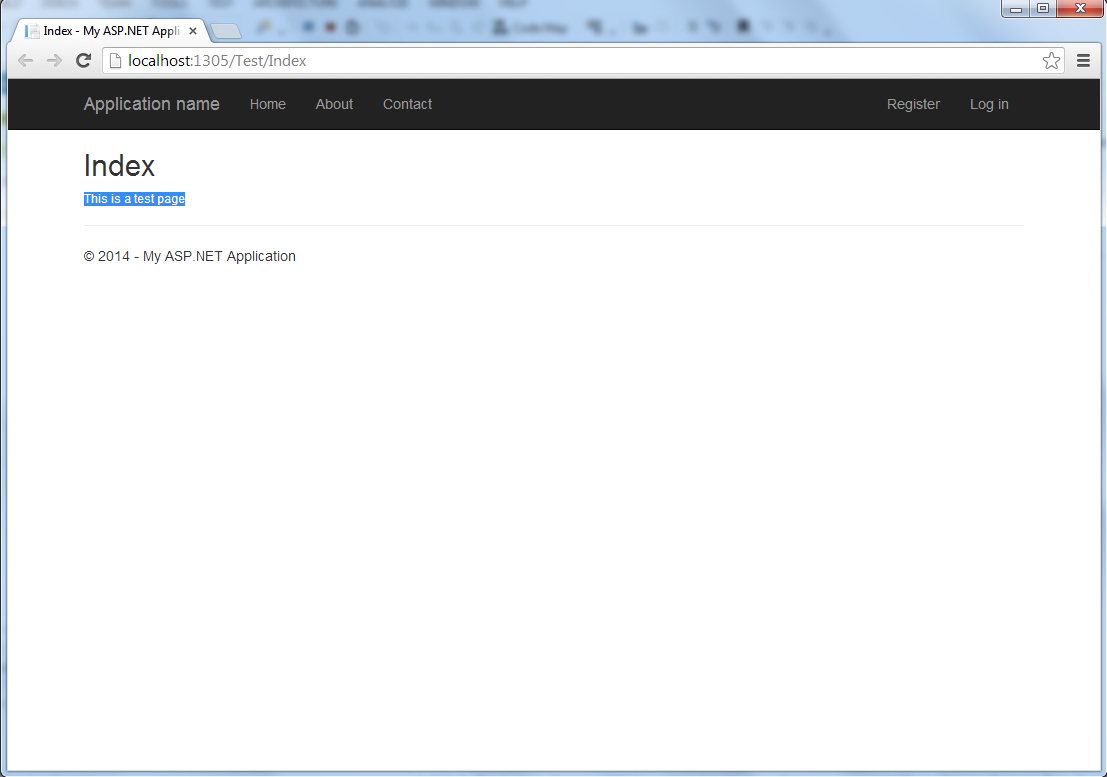 Index - My ASP.NET Appli
localhost:1305/Test/Index
Application name Home About Contact Register Log in
Index
This is a test page
© 2014 - My ASP.NET Application